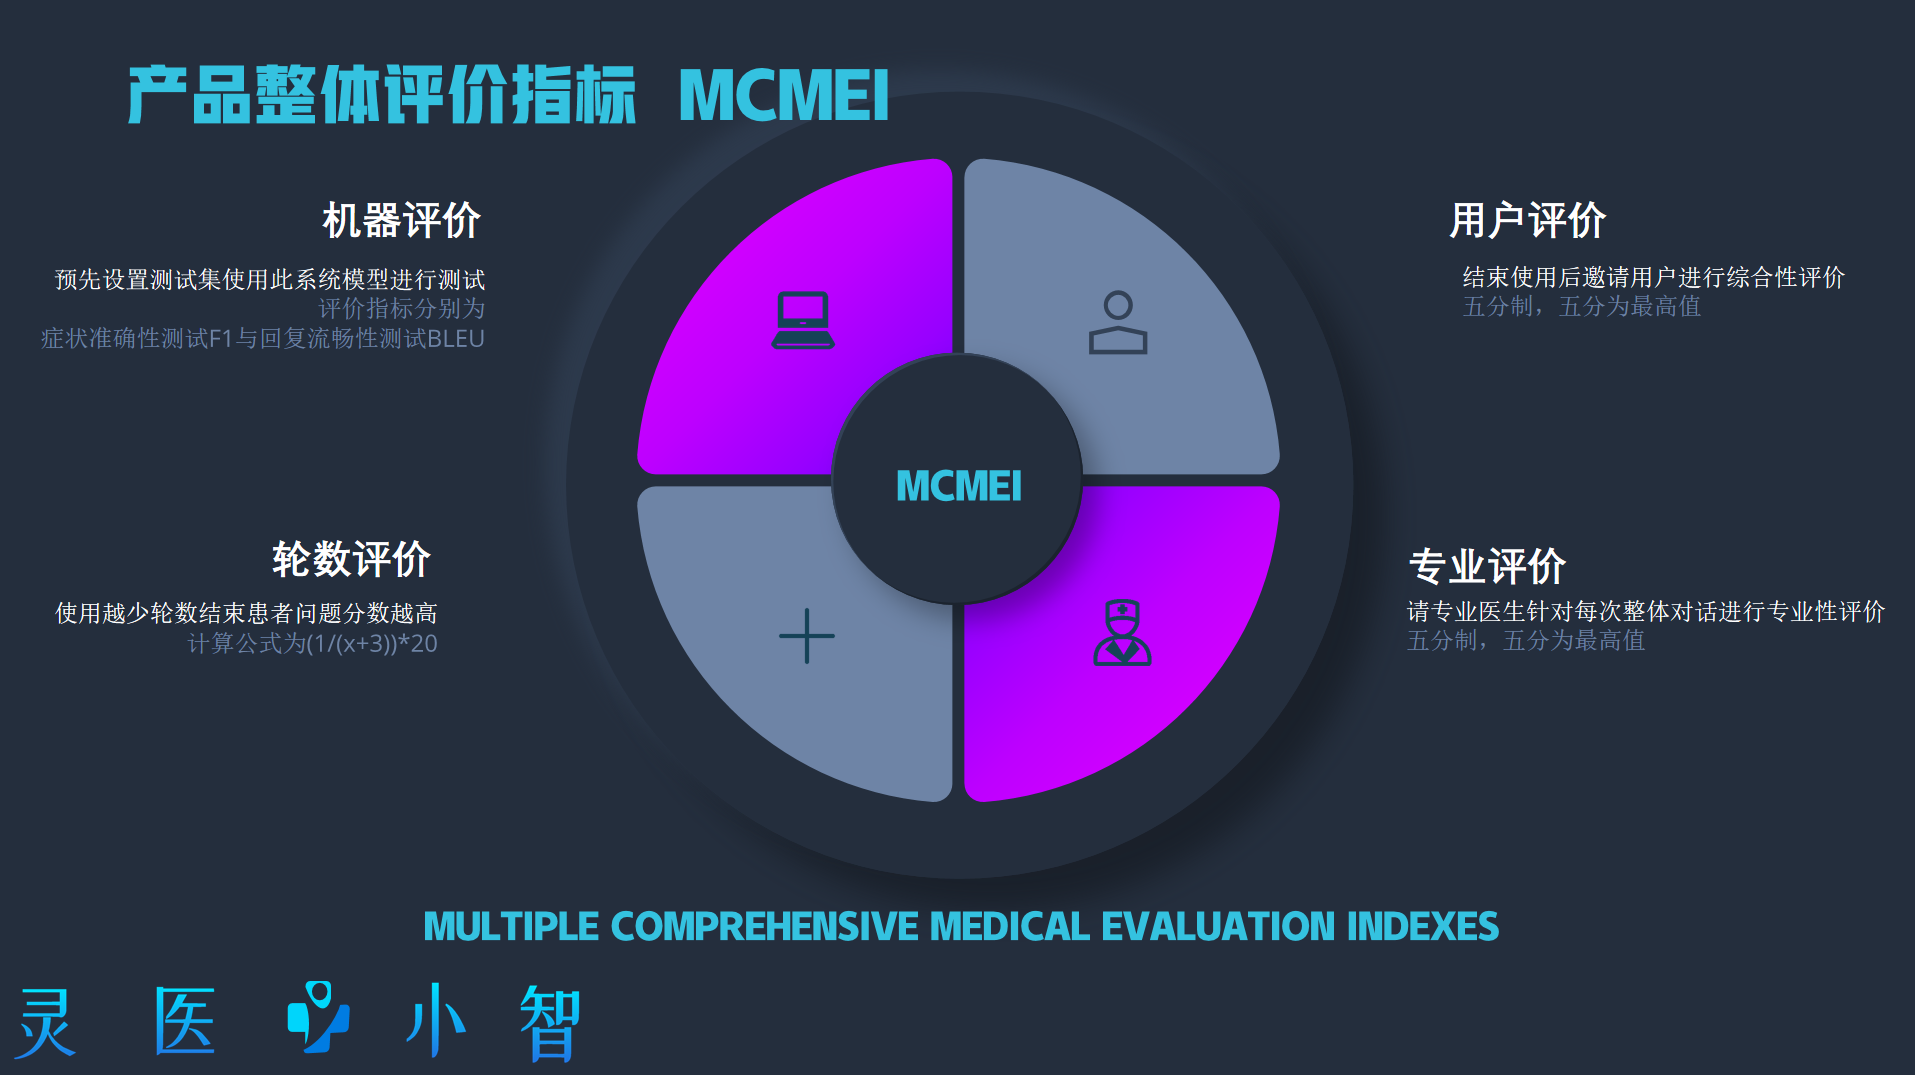 产品整体评价指标 MCMEI
机器评价
预先设置测试集使用此系统模型进行测试
评价指标分别为
症状准确性测试F1与回复流畅性测试BLEU
用户评价
结束使用后邀请用户进行综合性评价
五分制，五分为最高值
MCMEI
轮数评价
使用越少轮数结束患者问题分数越高
计算公式为(1/(x+3))*20
专业评价
请专业医生针对每次整体对话进行专业性评价
五分制，五分为最高值
MULTIPLE COMPREHENSIVE MEDICAL EVALUATION INDEXES
灵医小智